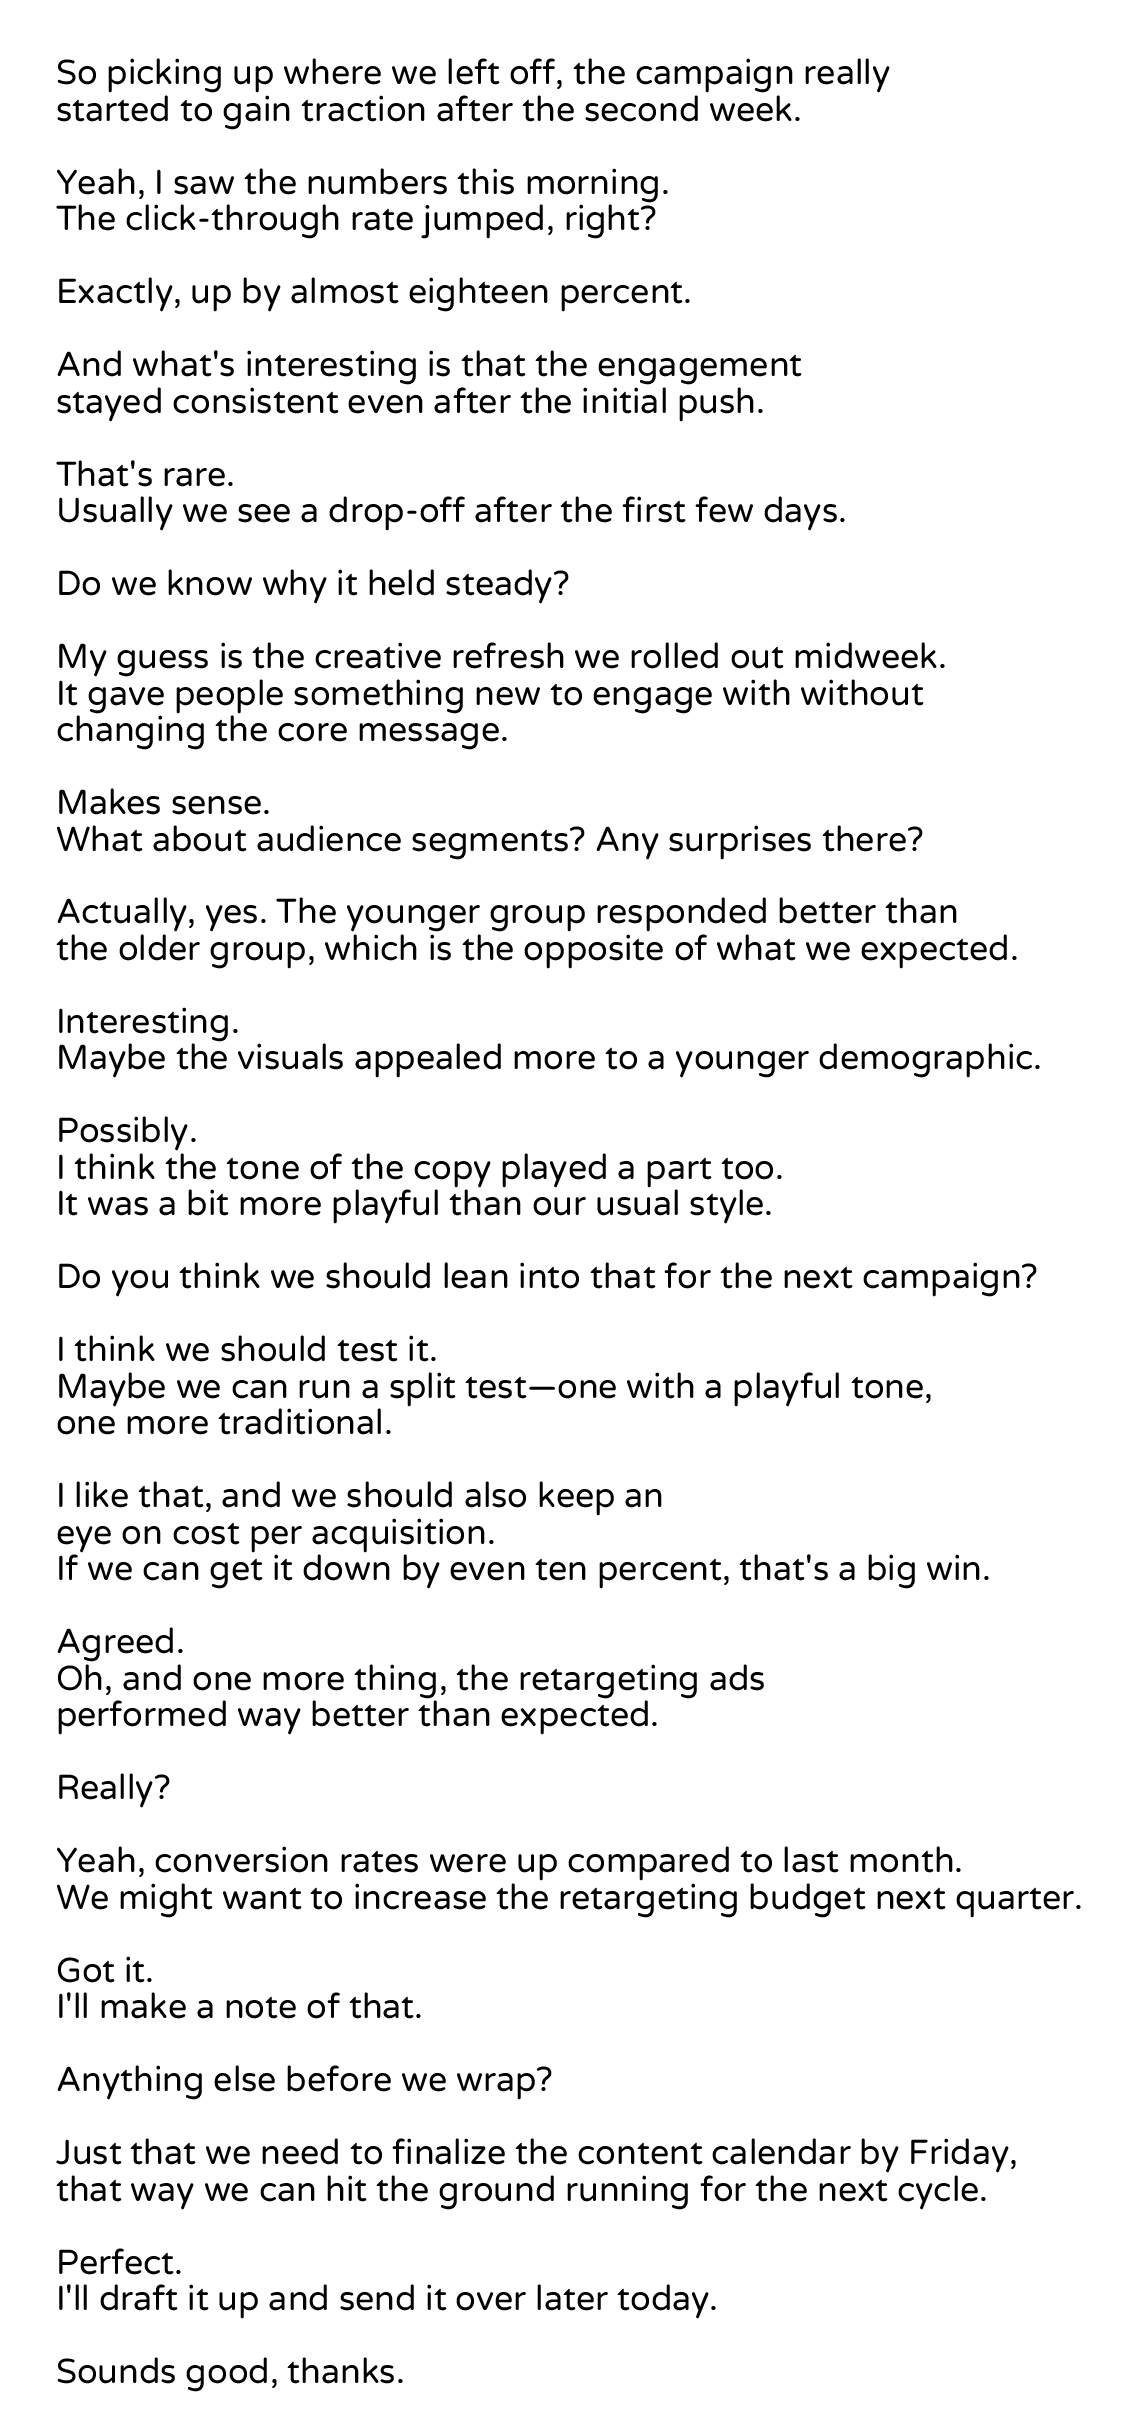 So picking up where we left off, the campaign really
started to gain traction after the second week.
Yeah, I saw the numbers this morning.
The click-through rate jumped, right?
Exactly, up by almost eighteen percent.
And what's interesting is that the engagement
stayed consistent even after the initial push.
That's rare.
Usually we see a drop-off after the first few days.
Do we know why it held steady?
My guess is the creative refresh we rolled out midweek.
It gave people something new to engage with without
changing the core message.
Makes sense.
What about audience segments? Any surprises there?
Actually, yes. The younger group responded better than
the older group, which is the opposite of what we expected.
Interesting.
Maybe the visuals appealed more to a younger demographic.
Possibly.
I think the tone of the copy played a part too.
It was a bit more playful than our usual style.
Do you think we should lean into that for the next campaign?
I think we should test it.
Maybe we can run a split test—one with a playful tone,
one more traditional.
I like that, and we should also keep an
eye on cost per acquisition.
If we can get it down by even ten percent, that's a big win.
Agreed.
Oh, and one more thing, the retargeting ads
performed way better than expected.
Really?
Yeah, conversion rates were up compared to last month.
We might want to increase the retargeting budget next quarter.
Got it.
I'll make a note of that.
Anything else before we wrap?
Just that we need to finalize the content calendar by Friday,
that way we can hit the ground running for the next cycle.
Perfect.
I'll draft it up and send it over later today.
Sounds good, thanks.